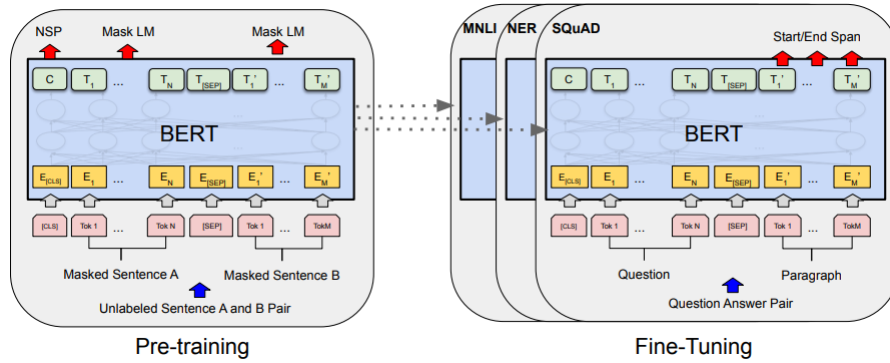 NSP Mask LM Mask LM
C T1 ... TN T[SEP] T1' ... TM'
BERT
E[CLS] E1 ... EN E[SEP] E1' ... EM'
[CLS] Tok 1 ... Tok N [SEP] Tok 1 ... TokM
Masked Sentence A Masked Sentence B
Unlabeled Sentence A and B Pair
Pre-training
MNLI NER SQuAD
Start/End Span
C T1 ... TN T[SEP] T1' ... TM'
BERT
E[CLS] E1 ... EN E[SEP] E1' ... EM'
[CLS] Tok 1 ... Tok N [SEP] Tok 1 ... TokM
Question Paragraph
Question Answer Pair
Fine-Tuning